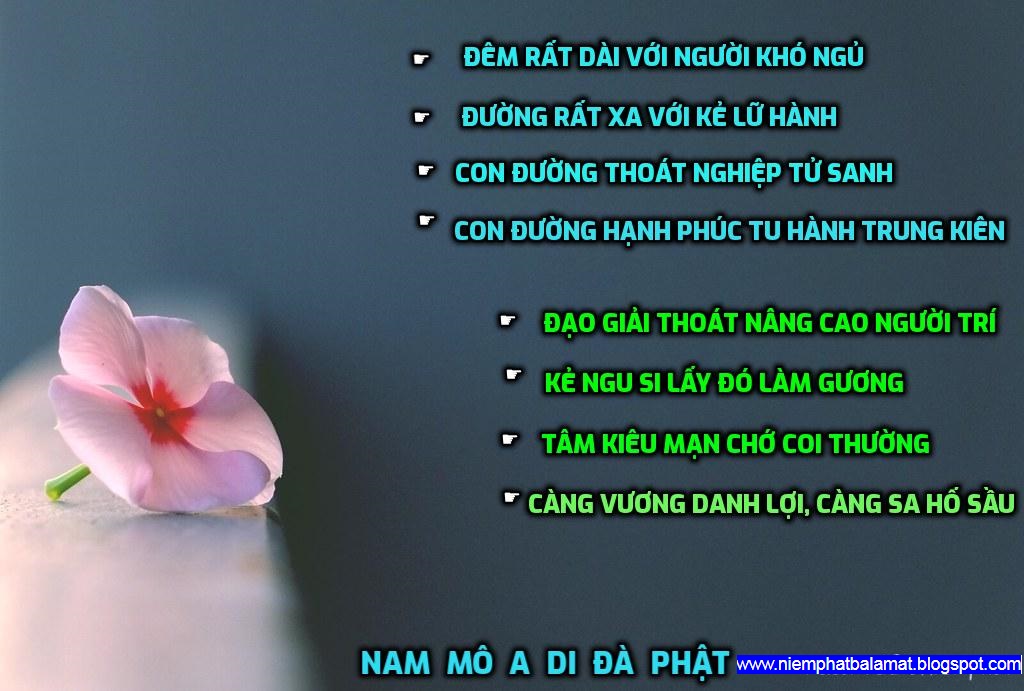 ☛ ĐÊM RẤT DÀI VỚI NGƯỜI KHÓ NGỦ
☛ ĐƯỜNG RẤT XA VỚI KẺ LỮ HÀNH
☛ CON ĐƯỜNG THOÁT NGHIỆP TỬ SANH
☛ CON ĐƯỜNG HẠNH PHÚC TU HÀNH TRUNG KIÊN
☛ ĐẠO GIẢI THOÁT NÂNG CAO NGƯỜI TRÍ
☛ KẺ NGU SI LẤY ĐÓ LÀM GƯƠNG
☛ TÂM KIÊU MẠN CHỚ COI THƯỜNG
☛ CÀNG VƯƠNG DANH LỢI, CÀNG SA HỐ SẦU
NAM MÔ A DI ĐÀ PHẬT www.niemphatbalamat.blogspot.com